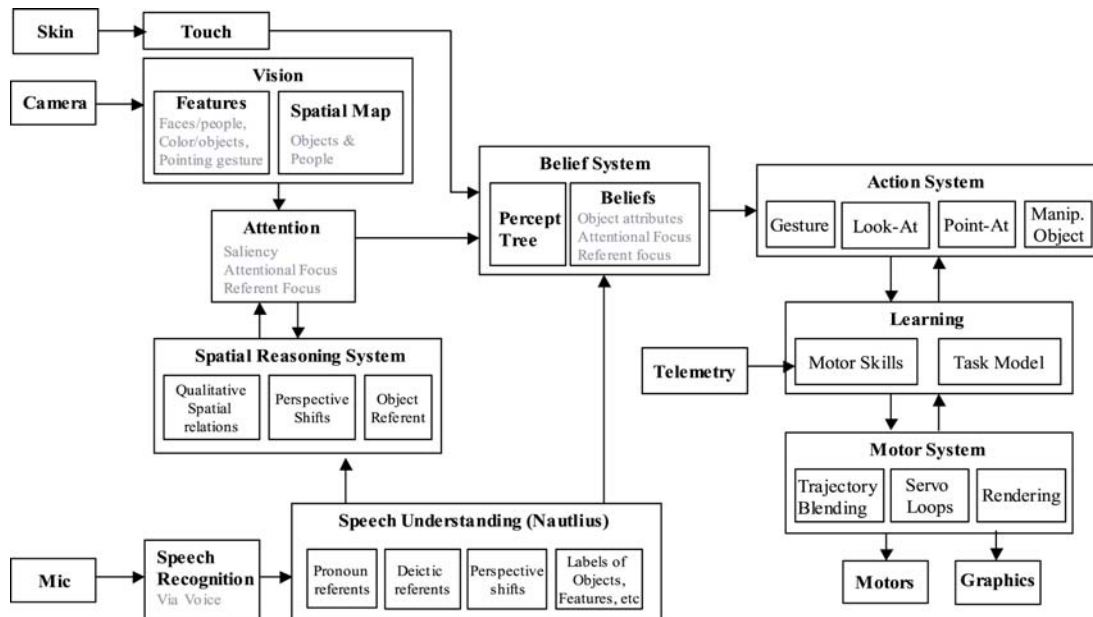 Skin
Touch
Camera
Vision
Features
Faces/people,
Color/objects,
Pointing gesture
Spatial Map
Objects &
People
Attention
Saliency
Attentional Focus
Referent Focus
Spatial Reasoning System
Qualitative
Spatial
relations
Perspective
Shifts
Object
Referent
Belief System
Percept
Tree
Beliefs
Object attributes
Attentional Focus
Referent focus
Action System
Gesture
Look-At
Point-At
Manip.
Object
Learning
Telemetry
Motor Skills
Task Model
Motor System
Trajectory
Blending
Servo
Loops
Rendering
Motors
Graphics
Mic
Speech
Recognition
Via Voice
Speech Understanding (Nautlius)
Pronoun
referents
Deictic
referents
Perspective
shifts
Labels of
Objects,
Features, etc